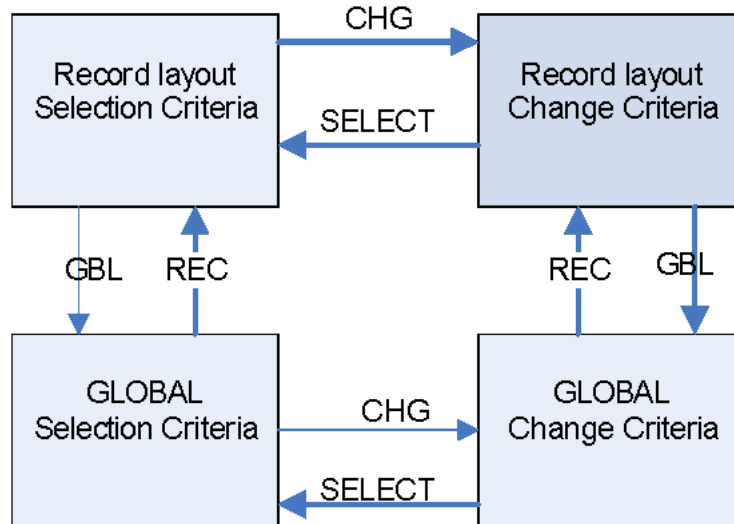 CHG
Record layout
Selection Criteria
Record layout
Change Criteria
SELECT
GBL
REC
REC
GBL
GLOBAL
Selection Criteria
CHG
GLOBAL
Change Criteria
SELECT